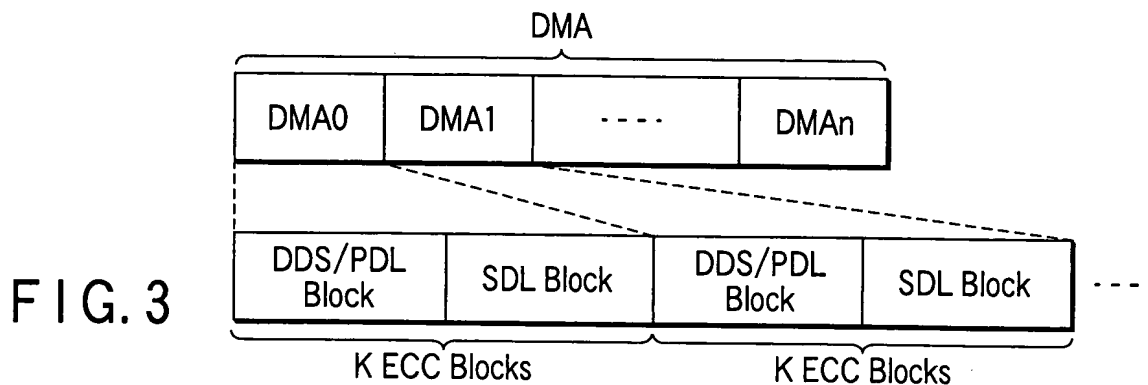 DMA
DMA0 DMA1 ---- DMAn
DDS/PDL Block SDL Block DDS/PDL Block SDL Block ---
FIG. 3
K ECC Blocks K ECC Blocks